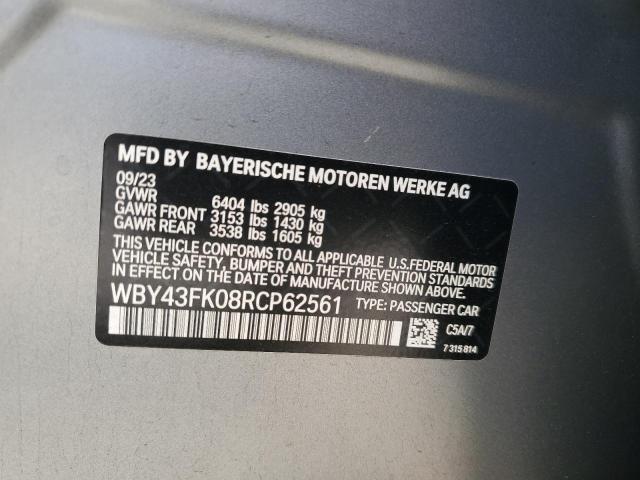 MFD BY BAYERISCHE MOTOREN WERKE AG
09/23
GVWR 6404 lbs 2905 kg
GAWR FRONT 3153 lbs 1430 kg
GAWR REAR 3538 lbs 1605 kg
THIS VEHICLE CONFORMS TO ALL APPLICABLE U.S.FEDERAL MOTOR
VEHICLE SAFETY, BUMPER AND THEFT PREVENTION STANDARDS
IN EFFECT ON THE DATE OF MANUFACTURE SHOWN ABOVE.
WBY43FK08RCP62561 TYPE: PASSENGER CAR
C5A/7
7 315 814